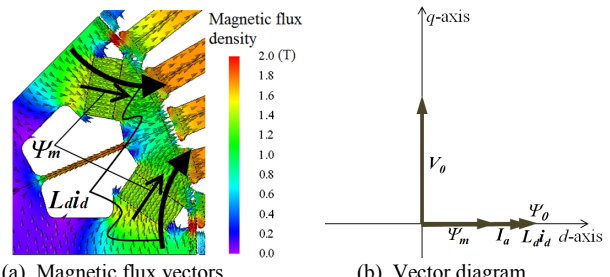 Magnetic flux
density
2.0 (T)
1.8
1.6
1.4
1.2
1.0
0.8
0.6
0.4
0.2
0.0
Ψm
Ldid
(a) Magnetic flux vectors
q-axis
V0
Ψ0
Ψm Ia Ldid d-axis
(b) Vector diagram